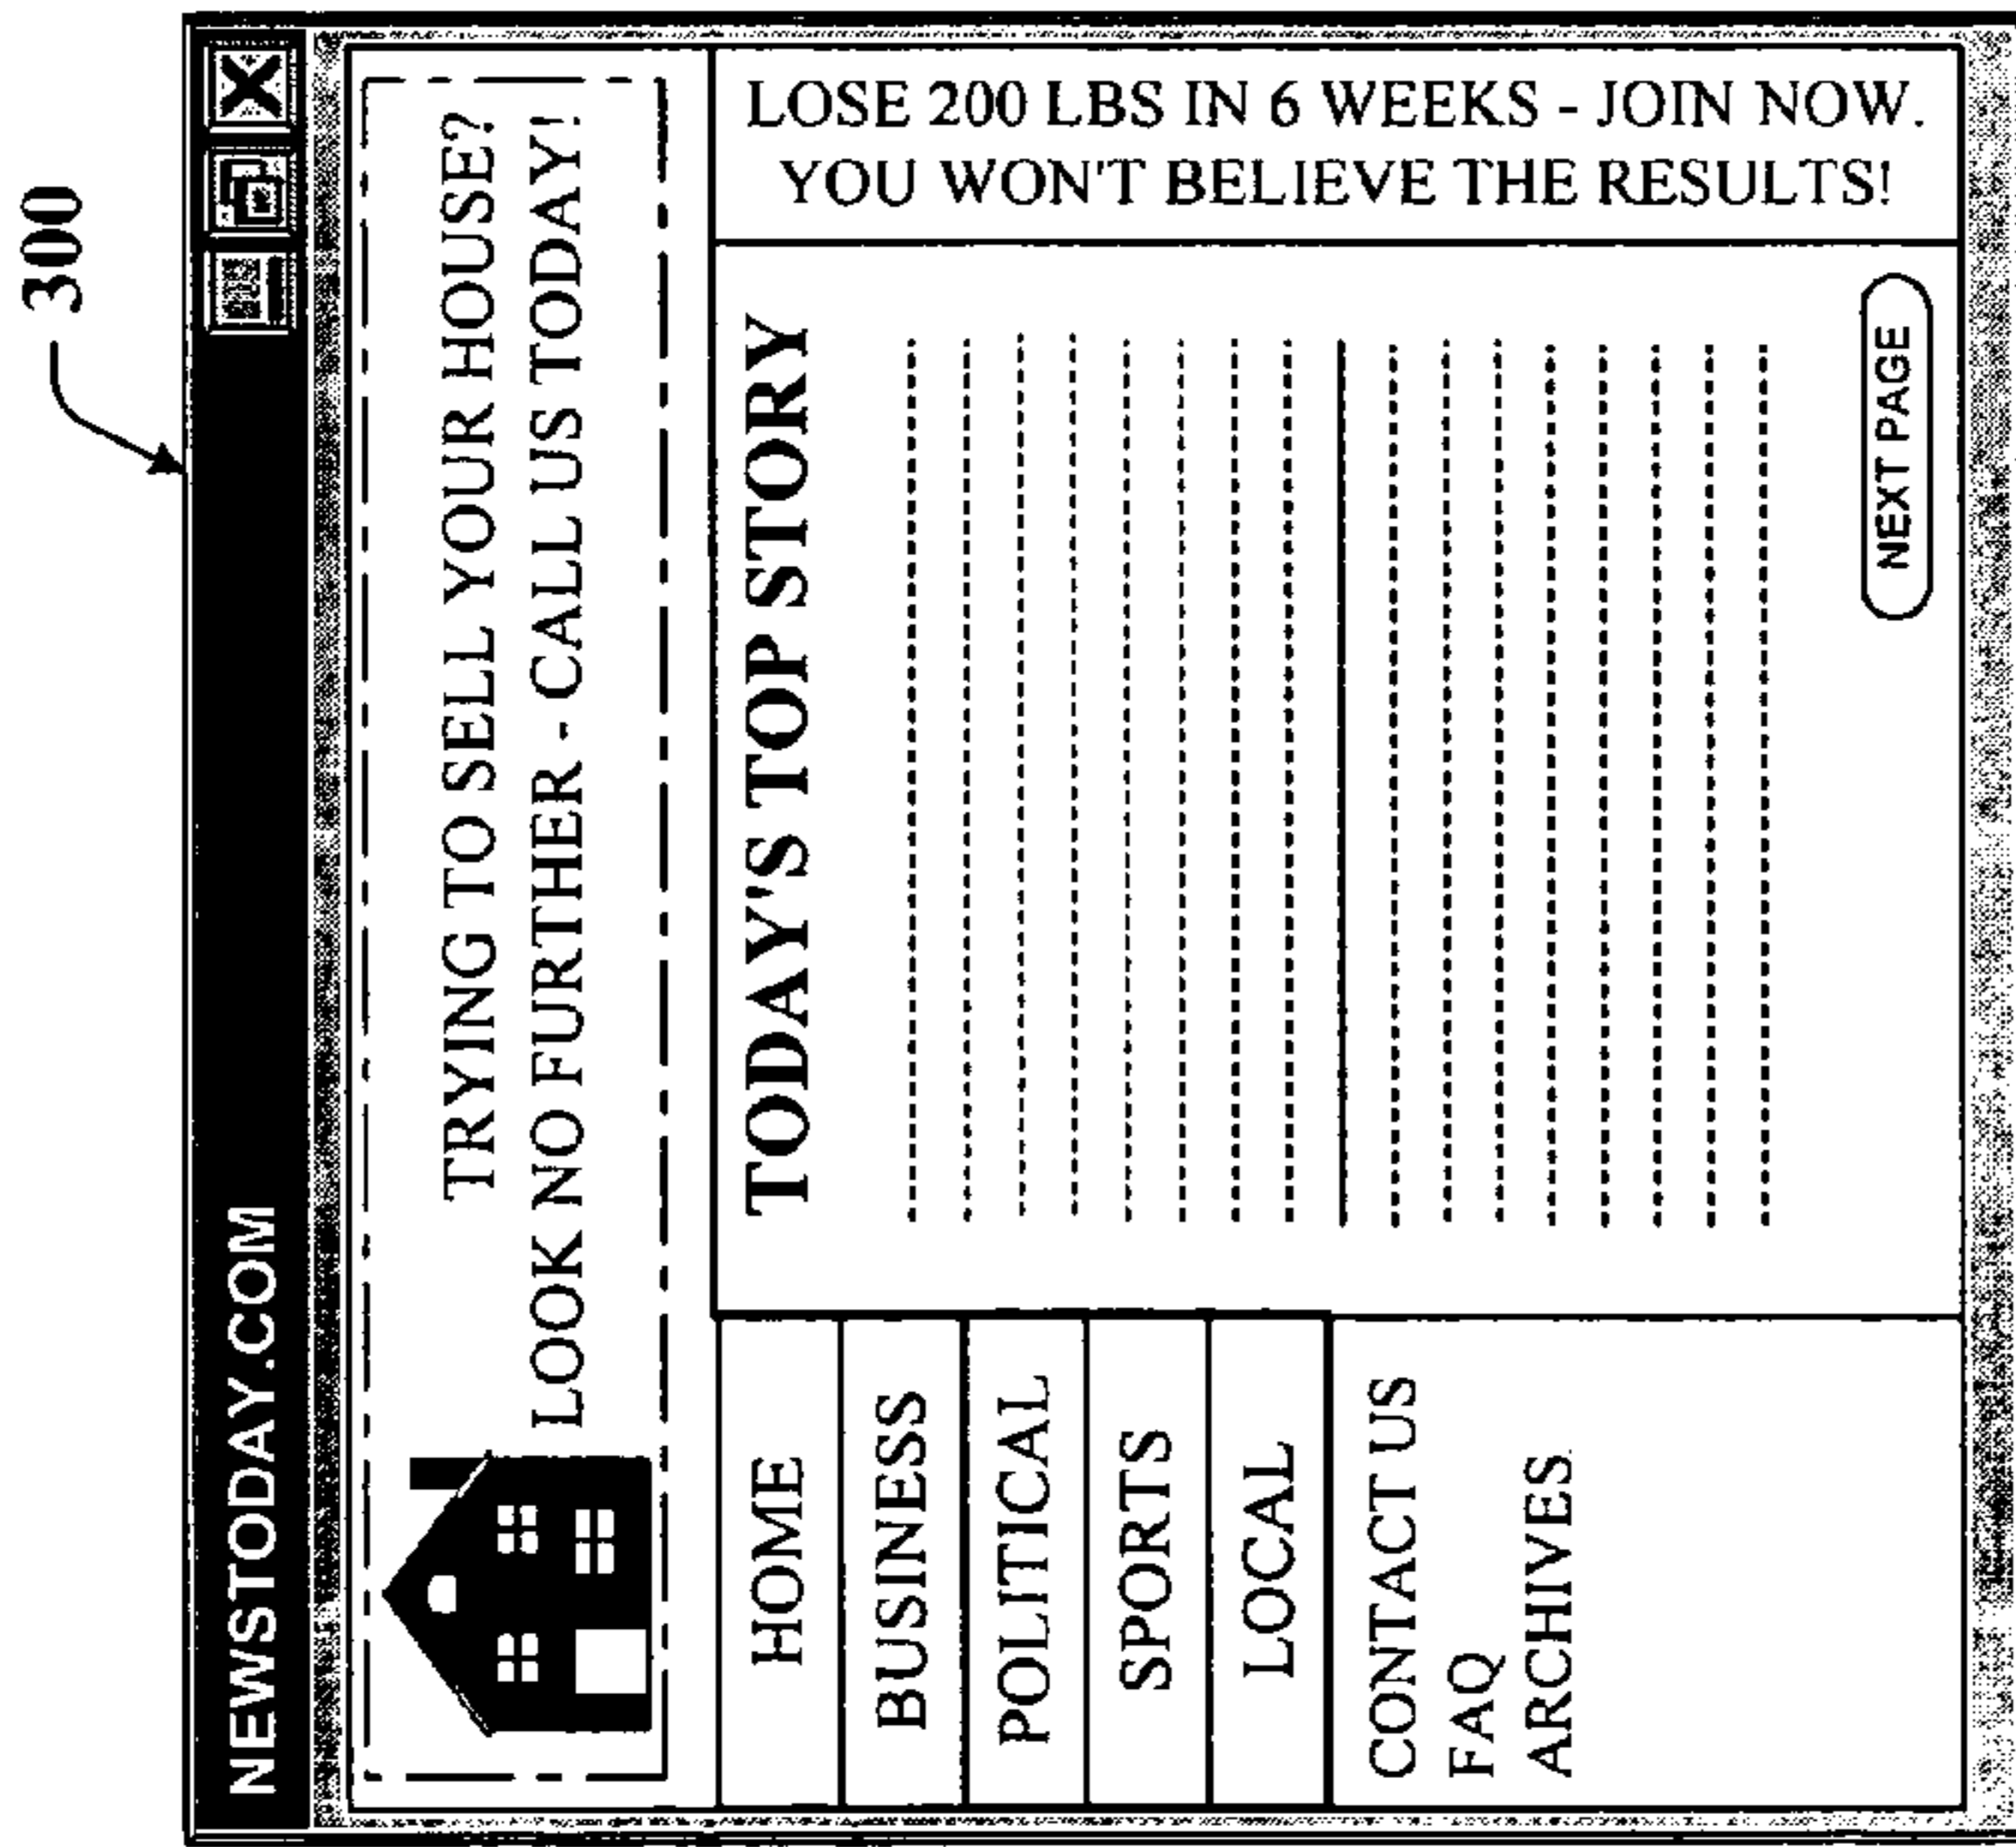 300
NEWSTODAY.COM
TRYING TO SELL YOUR HOUSE?
LOOK NO FURTHER - CALL US TODAY!
HOME
BUSINESS
POLITICAL
SPORTS
LOCAL
CONTACT US
FAQ
ARCHIVES
TODAY'S TOP STORY
NEXT PAGE
LOSE 200 LBS IN 6 WEEKS - JOIN NOW.
YOU WON'T BELIEVE THE RESULTS!